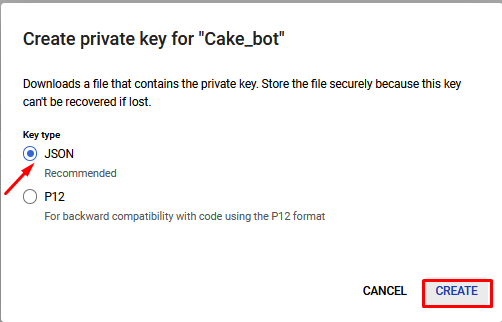 Create private key for "Cake_bot"
Downloads a file that contains the private key. Store the file securely because this key
can't be recovered if lost.
Key type
JSON
Recommended
P12
For backward compatibility with code using the P12 format
CANCEL CREATE